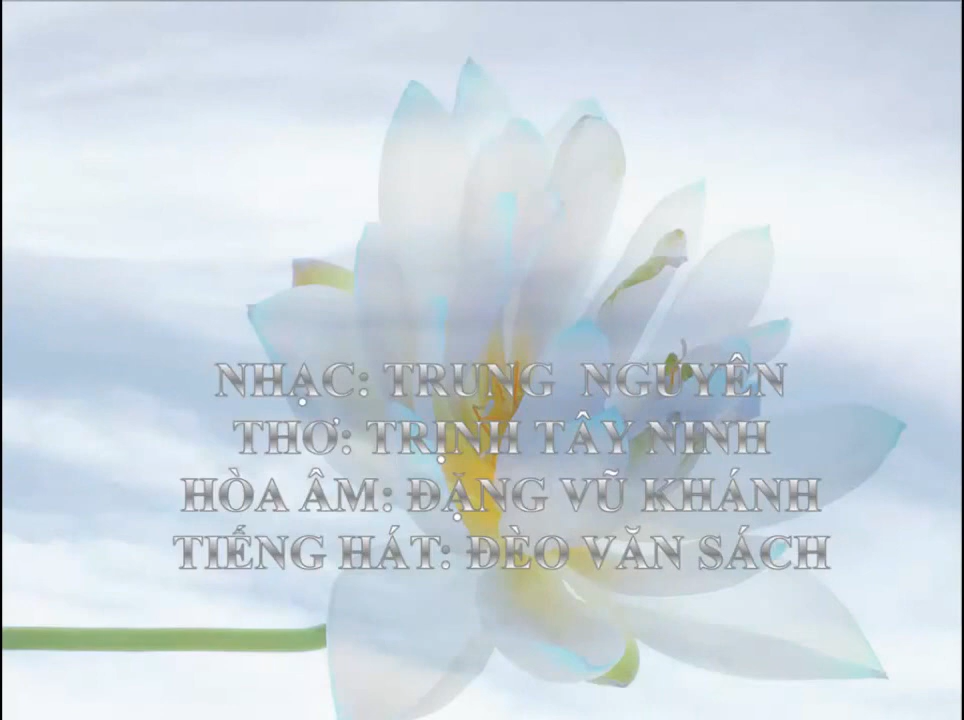 NHẠC: TRUNG NGUYÊN
THƠ: TRỊNH TÂY NINH
HÒA ÂM: ĐẶNG VŨ KHÁNH
TIẾNG HÁT: ĐÈO VĂN SÁCH